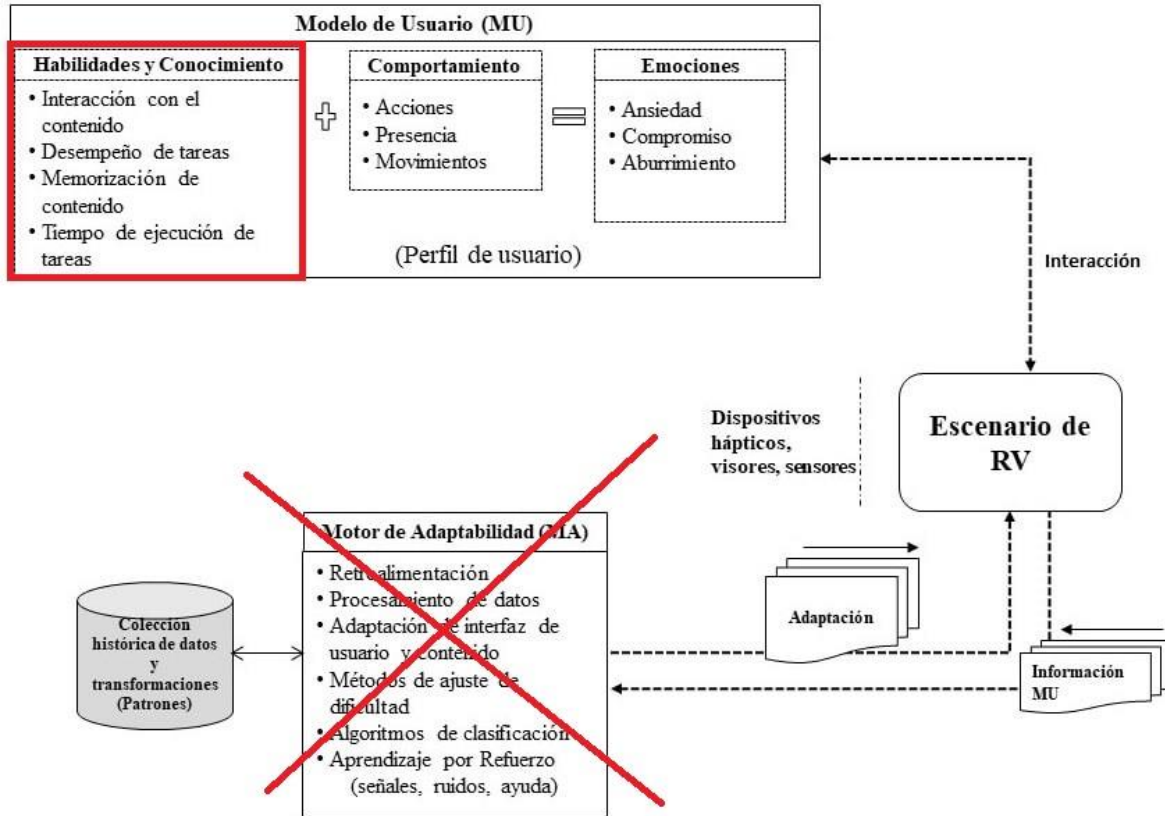 Modelo de Usuario (MU)
Habilidades y Conocimiento
• Interacción con el
contenido
• Desempeño de tareas
• Memorización de
contenido
• Tiempo de ejecución de
tareas
Comportamiento
• Acciones
• Presencia
• Movimientos
Emociones
• Ansiedad
• Compromiso
• Aburrimiento
(Perfil de usuario)
Interacción
Dispositivos
hápticos,
visores, sensores
Escenario de
RV
Motor de Adaptabilidad (MA)
• Retroalimentación
• Procesamiento de datos
• Adaptación de interfaz de
usuario y contenido
• Métodos de ajuste de
dificultad
• Algoritmos de clasificación
• Aprendizaje por Refuerzo
(señales, ruidos, ayuda)
Colección
histórica de datos
y
transformaciones
(Patrones)
Adaptación
Información
MU